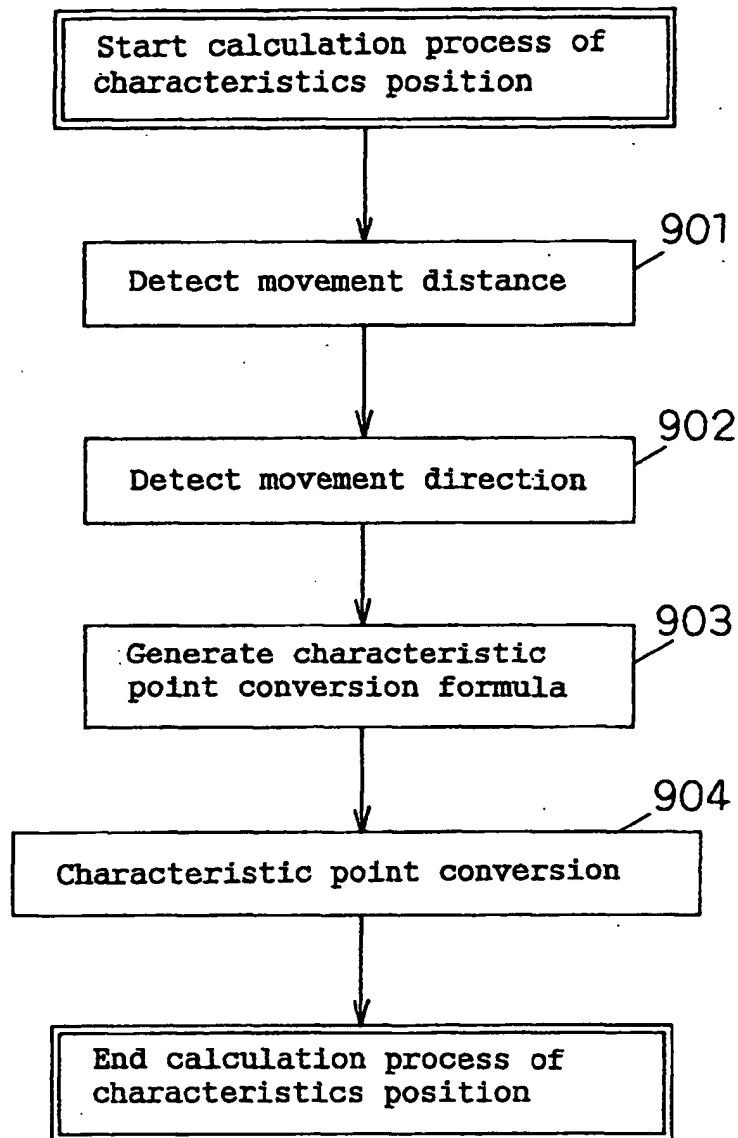 Start calculation process of
characteristics position
901
Detect movement distance
902
Detect movement direction
903
Generate characteristic
point conversion formula
904
Characteristic point conversion
End calculation process of
characteristics position